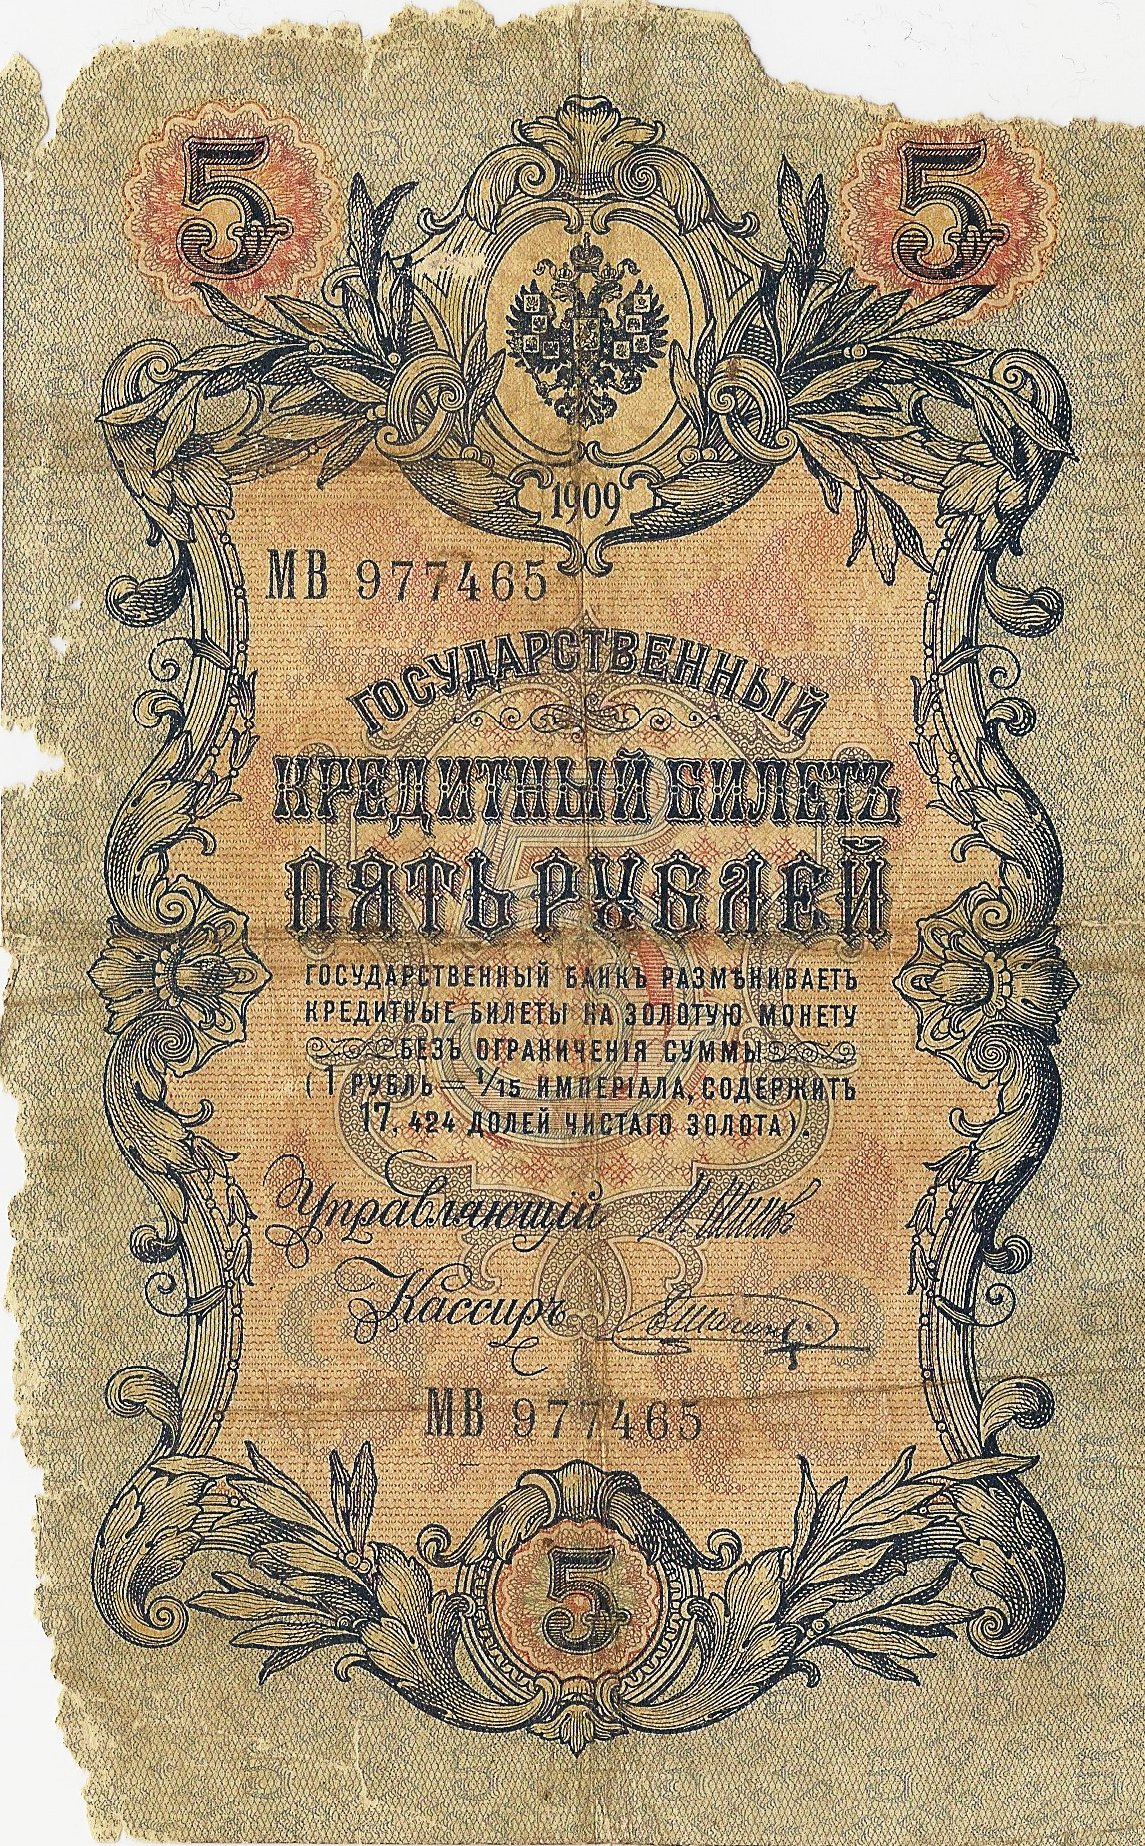 5 5
1909
МВ 977465
ГОСУДАРСТВЕННЫЙ
КРЕДИТНЫЙ БИЛЕТЪ
ПЯТЬ РУБЛЕЙ
ГОСУДАРСТВЕННЫЙ БАНКЪ РАЗМѢНИВАЕТЪ
КРЕДИТНЫЕ БИЛЕТЫ НА ЗОЛОТУЮ МОНЕТУ
БЕЗЪ ОГРАНИЧЕНІЯ СУММЫ
(1 РУБЛЬ = 1/15 ИМПЕРІАЛА, СОДЕРЖИТЪ
17, 424 ДОЛЕЙ ЧИСТАГО ЗОЛОТА).
Управляющій
Кассиръ
МВ 977465
5